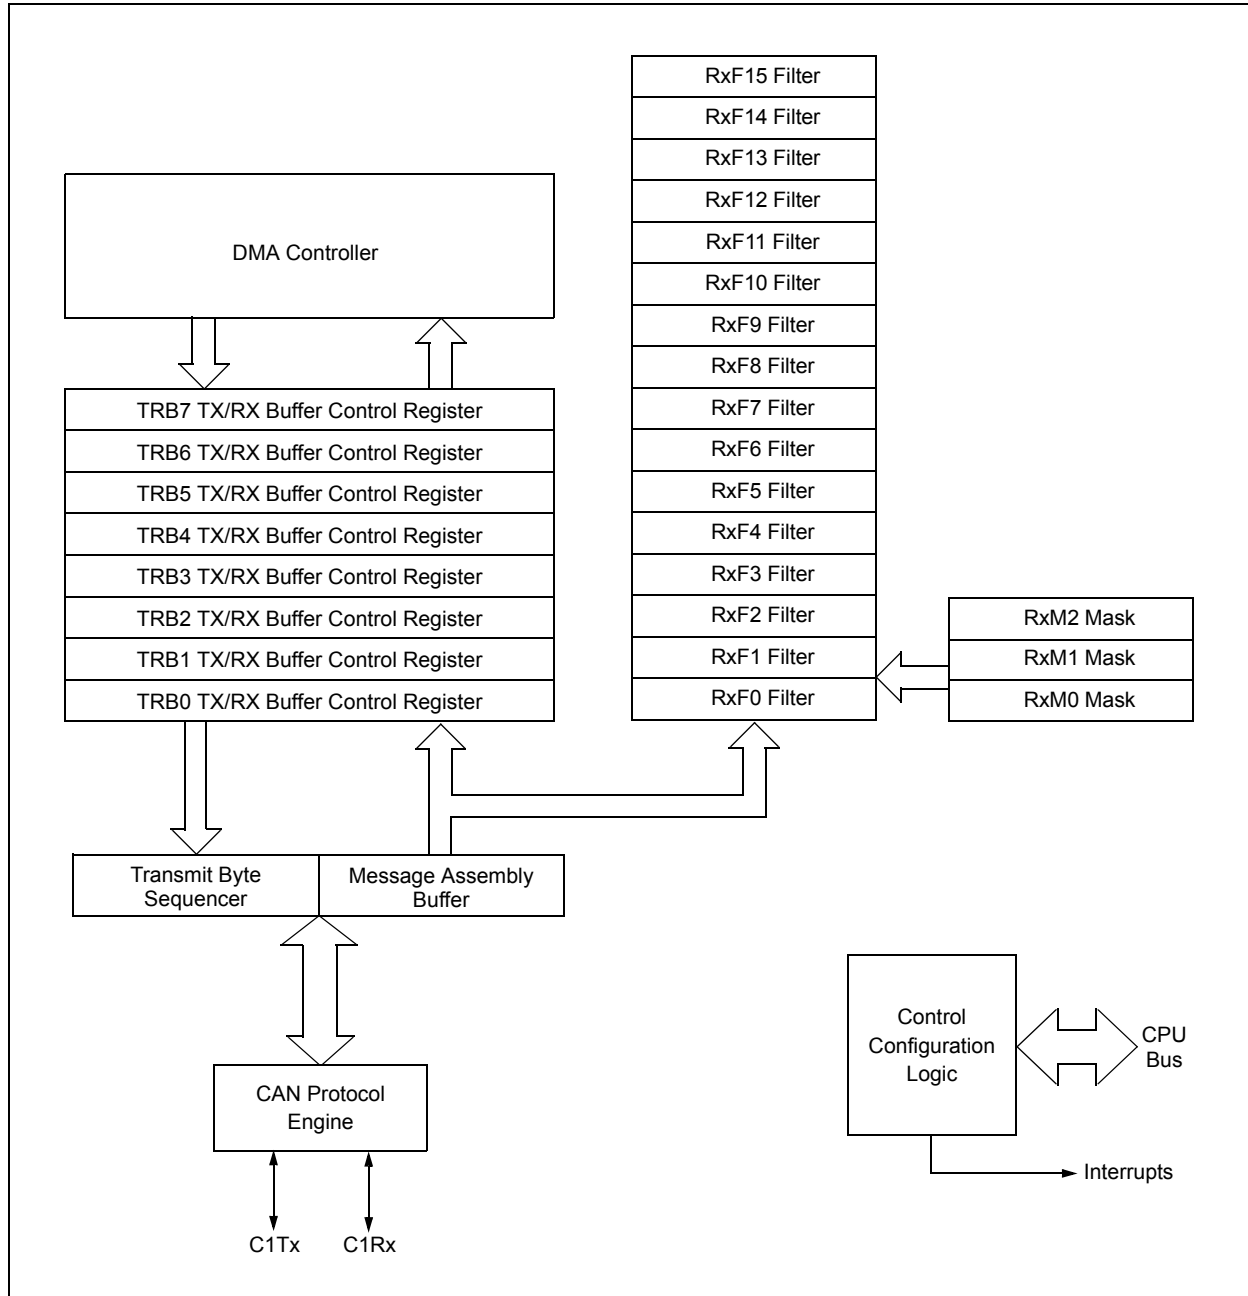 DMA Controller
TRB7 TX/RX Buffer Control Register
TRB6 TX/RX Buffer Control Register
TRB5 TX/RX Buffer Control Register
TRB4 TX/RX Buffer Control Register
TRB3 TX/RX Buffer Control Register
TRB2 TX/RX Buffer Control Register
TRB1 TX/RX Buffer Control Register
TRB0 TX/RX Buffer Control Register
RxF15 Filter
RxF14 Filter
RxF13 Filter
RxF12 Filter
RxF11 Filter
RxF10 Filter
RxF9 Filter
RxF8 Filter
RxF7 Filter
RxF6 Filter
RxF5 Filter
RxF4 Filter
RxF3 Filter
RxF2 Filter
RxF1 Filter
RxF0 Filter
RxM2 Mask
RxM1 Mask
RxM0 Mask
Transmit Byte
Sequencer
Message Assembly
Buffer
CAN Protocol
Engine
C1Tx
C1Rx
Control
Configuration
Logic
CPU
Bus
Interrupts